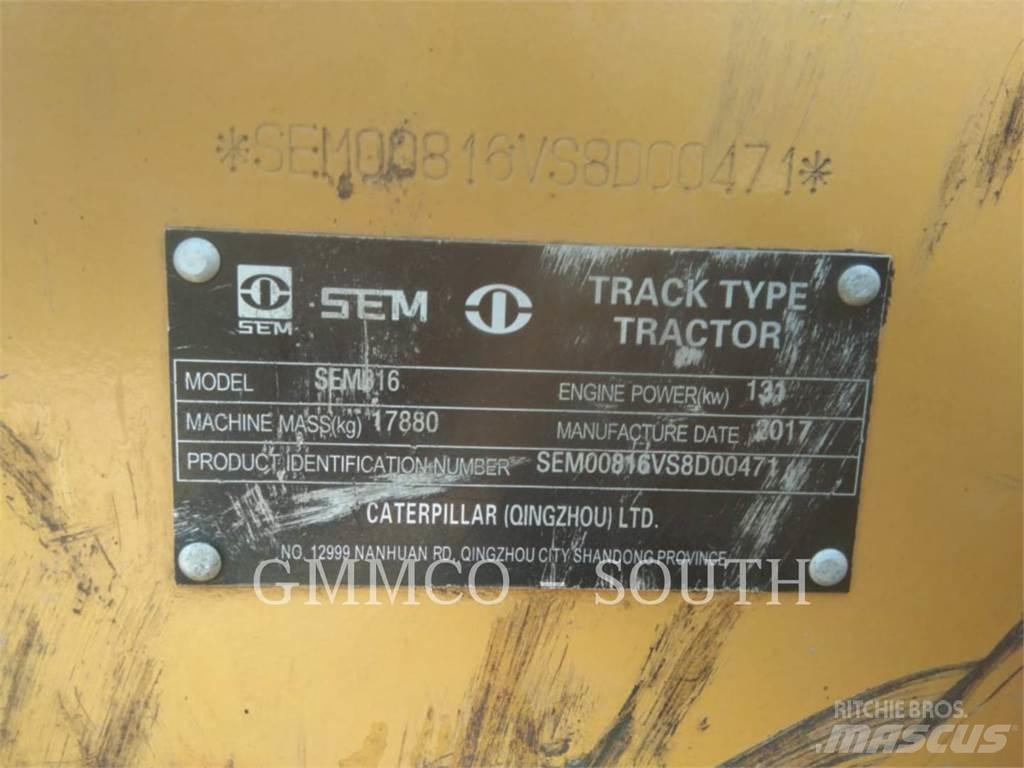 *SEM00816VS8D00471*
SEM SEM TRACK TYPE
TRACTOR
MODEL SEM816 ENGINE POWER(kw) 131
MACHINE MASS(kg) 17880 MANUFACTURE DATE 2017
PRODUCT IDENTIFICATION NUMBER SEM00816VS8D00471
CATERPILLAR (QINGZHOU) LTD.
NO. 12999 NANHUAN RD, QINGZHOU CITY SHANDONG PROVINCE
GMMCO _ SOUTH
RITCHIE BROS.
MASCUS